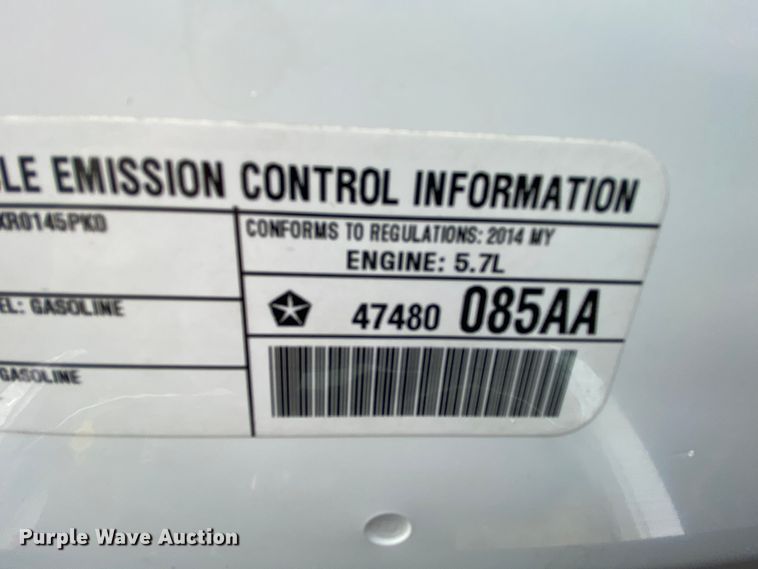 LE EMISSION CONTROL INFORMATION
XR0145PKD
CONFORMS TO REGULATIONS: 2014 MY
ENGINE: 5.7L
EL: GASOLINE
47480 085AA
GASOLINE
Purple Wave Auction